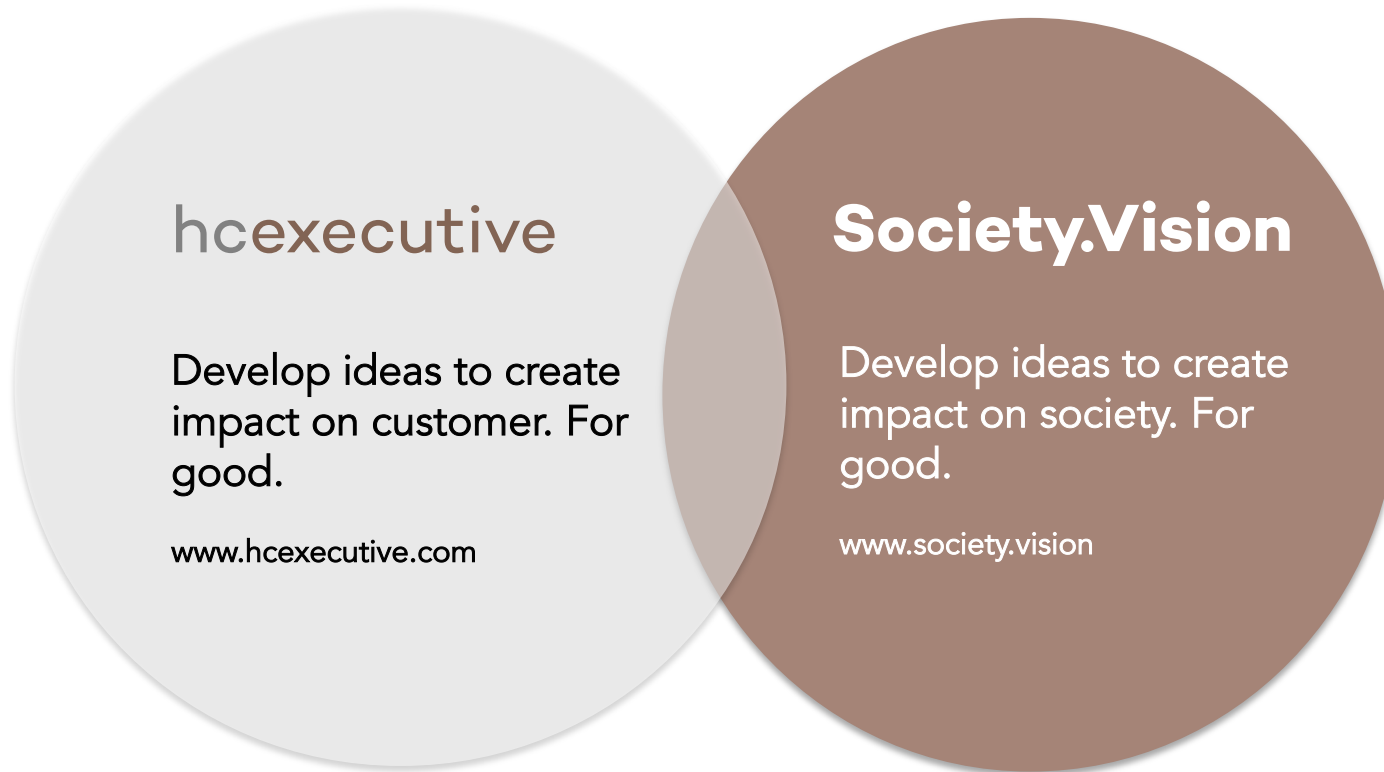 hcexecutive
Develop ideas to create
impact on customer. For
good.
www.hcexecutive.com
Society.Vision
Develop ideas to create
impact on society. For
good.
www.society.vision